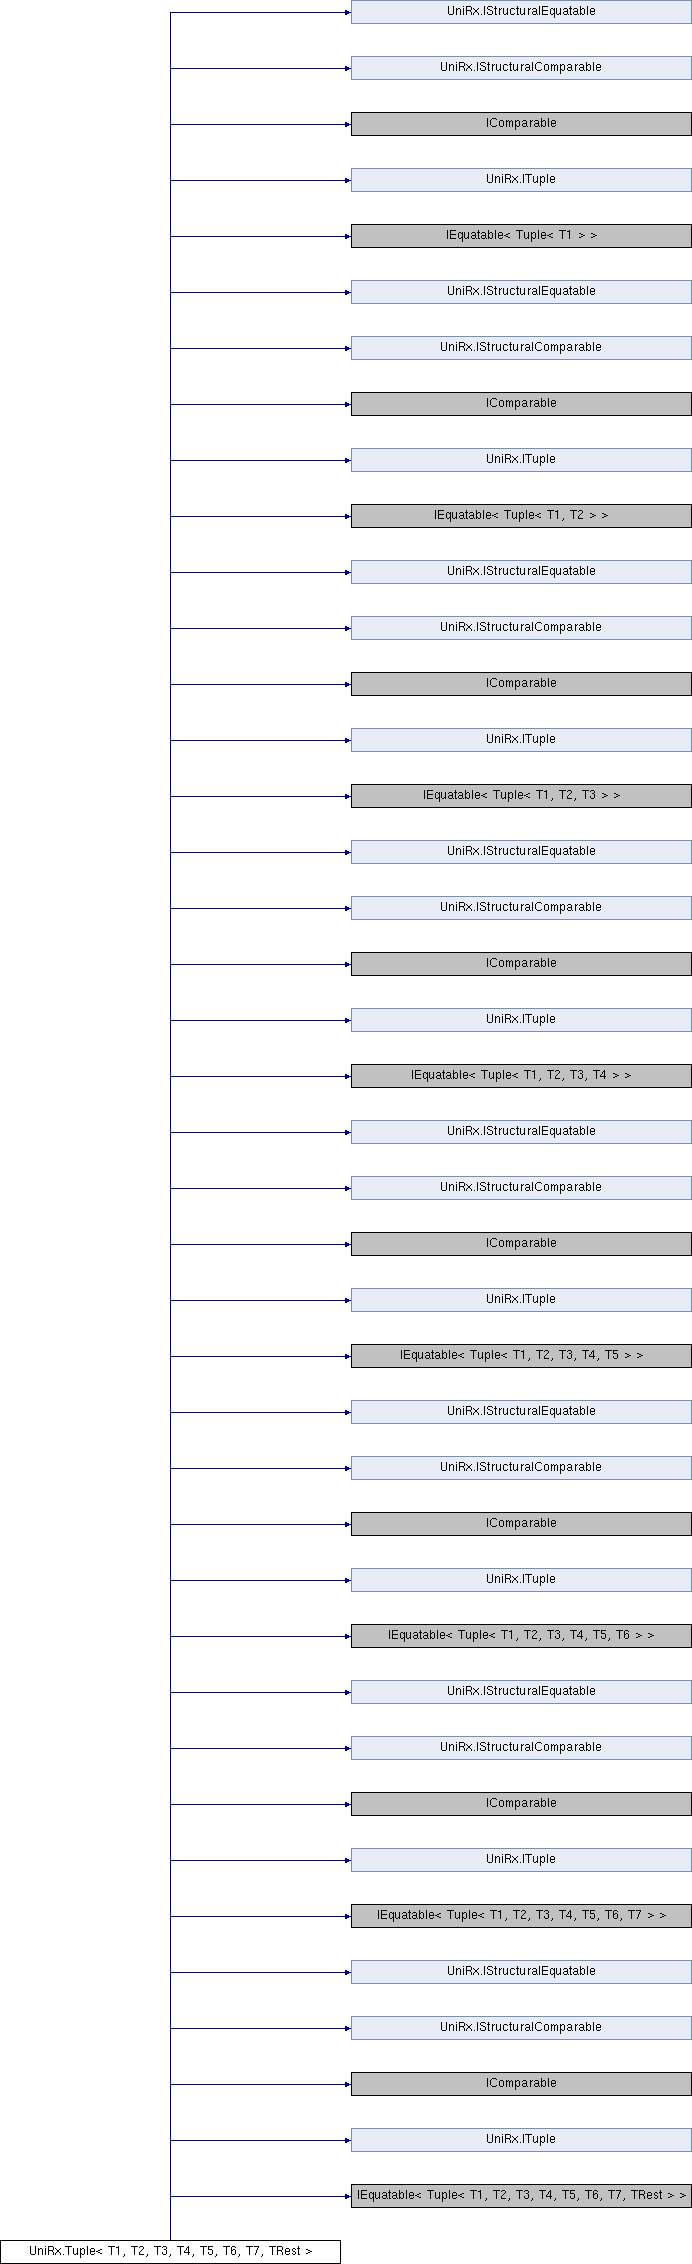 UniRx.IStructuralEquatable
UniRx.IStructuralComparable
IComparable
UniRx.ITuple
IEquatable< Tuple< T1 > >
UniRx.IStructuralEquatable
UniRx.IStructuralComparable
IComparable
UniRx.ITuple
IEquatable< Tuple< T1, T2 > >
UniRx.IStructuralEquatable
UniRx.IStructuralComparable
IComparable
UniRx.ITuple
IEquatable< Tuple< T1, T2, T3 > >
UniRx.IStructuralEquatable
UniRx.IStructuralComparable
IComparable
UniRx.ITuple
IEquatable< Tuple< T1, T2, T3, T4 > >
UniRx.IStructuralEquatable
UniRx.IStructuralComparable
IComparable
UniRx.ITuple
IEquatable< Tuple< T1, T2, T3, T4, T5 > >
UniRx.IStructuralEquatable
UniRx.IStructuralComparable
IComparable
UniRx.ITuple
IEquatable< Tuple< T1, T2, T3, T4, T5, T6 > >
UniRx.IStructuralEquatable
UniRx.IStructuralComparable
IComparable
UniRx.ITuple
IEquatable< Tuple< T1, T2, T3, T4, T5, T6, T7 > >
UniRx.IStructuralEquatable
UniRx.IStructuralComparable
IComparable
UniRx.ITuple
IEquatable< Tuple< T1, T2, T3, T4, T5, T6, T7, TRest > >
UniRx.Tuple< T1, T2, T3, T4, T5, T6, T7, TRest >